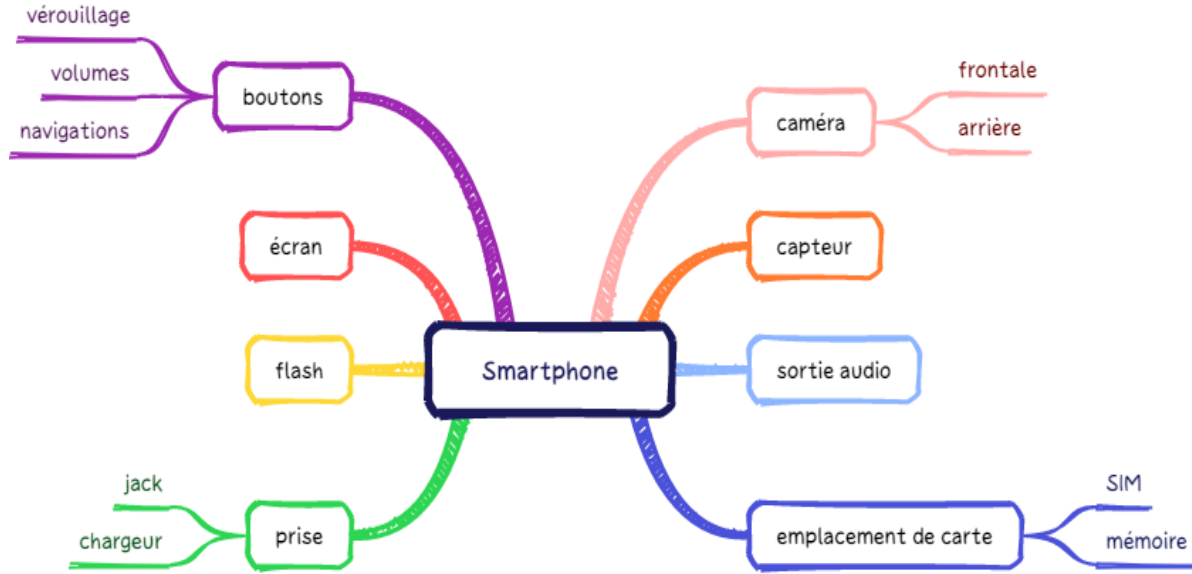 vérouillage
volumes
navigations
boutons
écran
flash
jack
chargeur
prise
Smartphone
frontale
arrière
caméra
capteur
sortie audio
emplacement de carte
SIM
mémoire